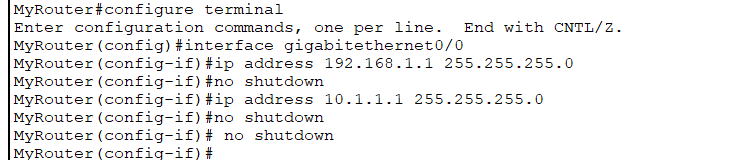 MyRouter#configure terminal
Enter configuration commands, one per line.  End with CNTL/Z.
MyRouter(config)#interface gigabitethernet0/0
MyRouter(config-if)#ip address 192.168.1.1 255.255.255.0
MyRouter(config-if)#no shutdown
MyRouter(config-if)#ip address 10.1.1.1 255.255.255.0
MyRouter(config-if)#no shutdown
MyRouter(config-if)# no shutdown
MyRouter(config-if)#